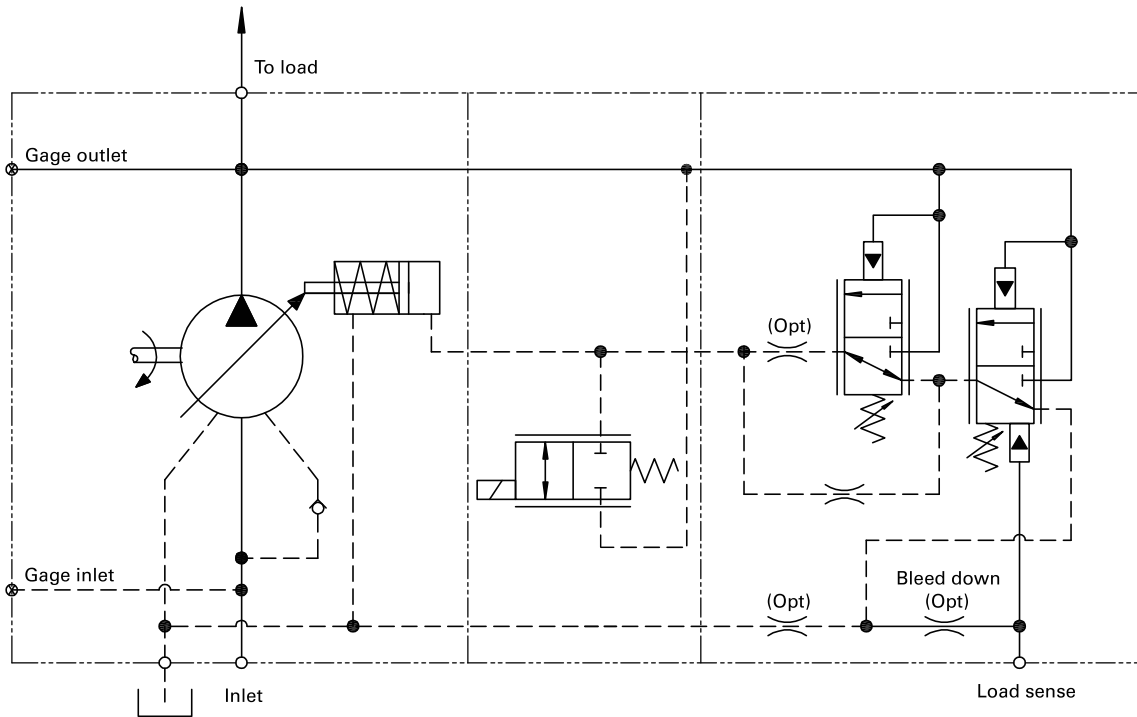 To load
Gage outlet
(Opt)
Gage inlet
Bleed down
(Opt)
(Opt)
Inlet
Load sense